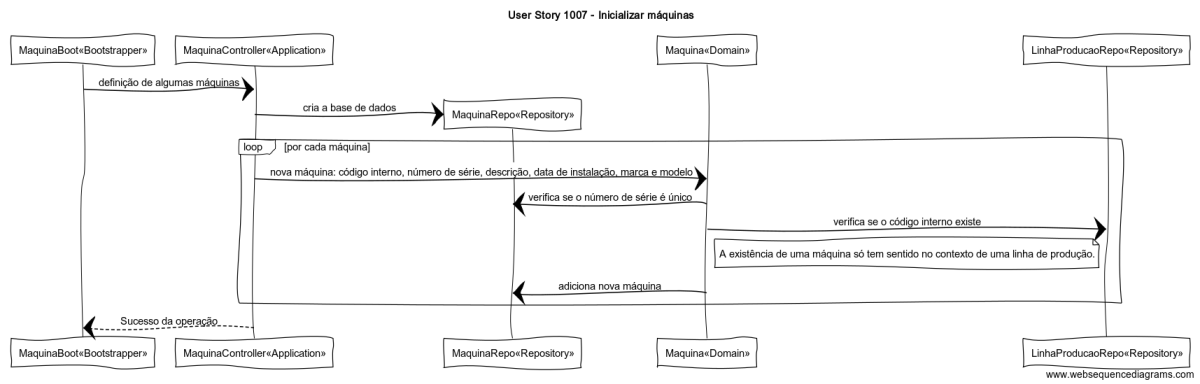 User Story 1007 - Inicializar máquinas
MaquinaBoot«Bootstrapper»
MaquinaController«Application»
Maquina«Domain»
LinhaProducaoRepo«Repository»
definição de algumas máquinas
cria a base de dados
MaquinaRepo«Repository»
loop
[por cada máquina]
nova máquina: código interno, número de série, descrição, data de instalação, marca e modelo
verifica se o número de série é único
verifica se o código interno existe
A existência de uma máquina só tem sentido no contexto de uma linha de produção.
adiciona nova máquina
Sucesso da operação
MaquinaBoot«Bootstrapper»
MaquinaController«Application»
MaquinaRepo«Repository»
Maquina«Domain»
LinhaProducaoRepo«Repository»
www.websequencediagrams.com